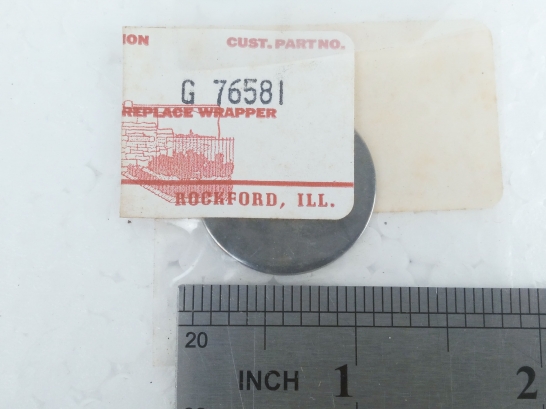 ION CUST. PART NO.
G 76581
REPLACE WRAPPER
ROCKFORD, ILL.
20
INCH 1 2